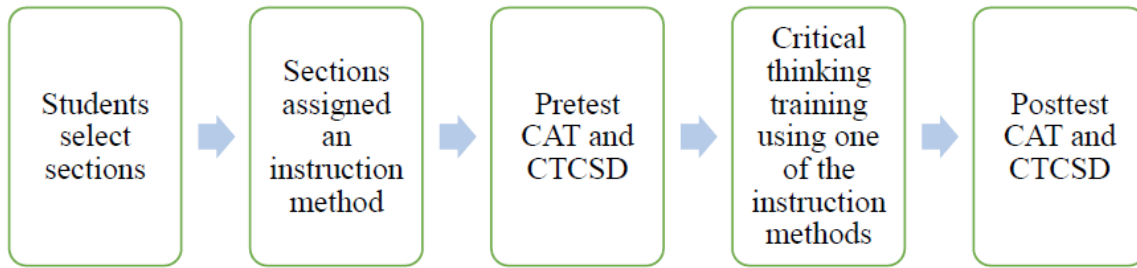 Students
select
sections
Sections
assigned
an
instruction
method
Pretest
CAT and
CTCSD
Critical
thinking
training
using one
of the
instruction
methods
Posttest
CAT and
CTCSD